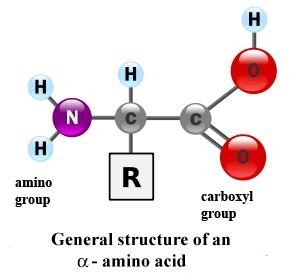 H
H
H
O
N
C
C
H
O
R
amino
group
carboxyl
group
General structure of an
α - amino acid